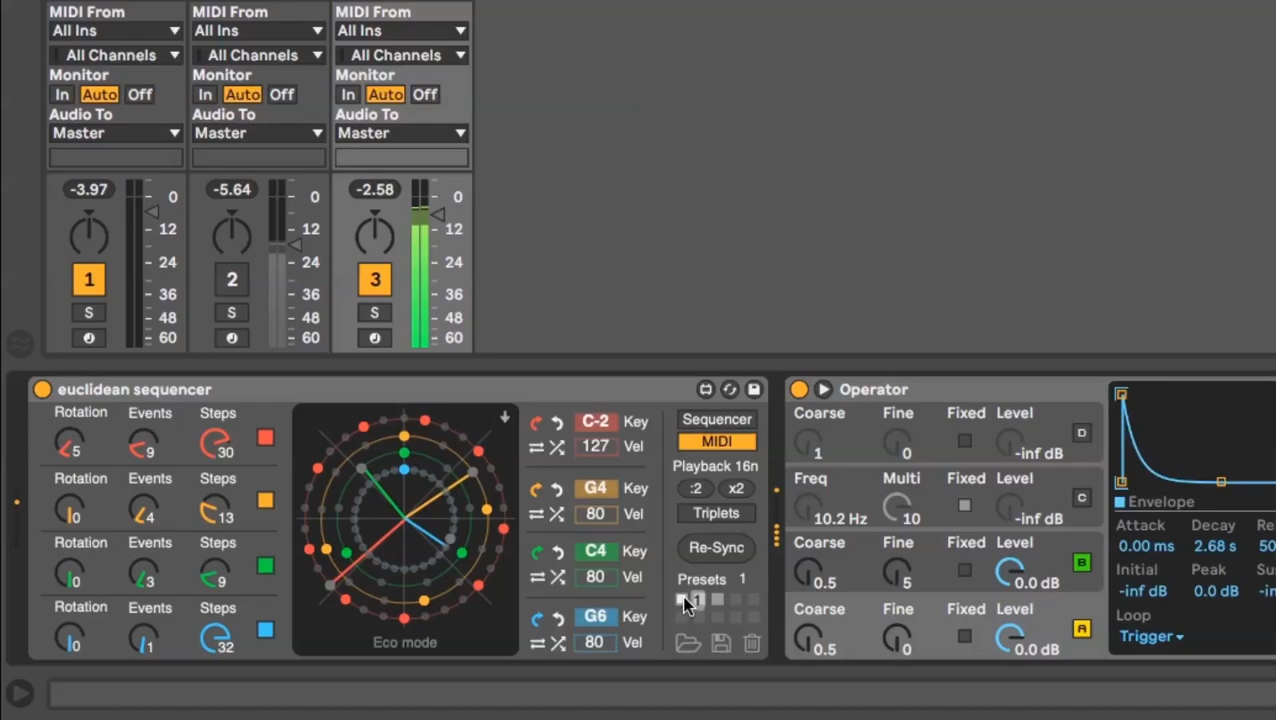 MIDI From MIDI From MIDI From
All Ins All Ins All Ins
All Channels All Channels All Channels
Monitor Monitor Monitor
In Auto Off In Auto Off In Auto Off
Audio To Audio To Audio To
Master Master Master
-3.97 0 -5.64 0 -2.58 0
12 12 12
24 24 24
1 2 3
36 36 36
S 48 S 48 S 48
60 60 60
euclidean sequencer
Rotation Events Steps
5 9 30
Rotation Events Steps
0 4 13
Rotation Events Steps
0 3 9
Rotation Events Steps
0 1 32
Eco mode
C-2 Key
127 Vel
G4 Key
80 Vel
C4 Key
80 Vel
G6 Key
80 Vel
Sequencer
MIDI
Playback 16n
:2 x2
Triplets
Re-Sync
Presets 1
1
Operator
Coarse Fine Fixed Level
1 0 -inf dB D
Freq Multi Level
10.2 Hz 10 -inf dB C
Coarse Fine Fixed Level
0.5 5 0.0 dB B
Coarse Fine Fixed Level
0.5 0 0.0 dB A
Envelope
Attack Decay Re
0.00 ms 2.68 s 50
Initial Peak Su
-inf dB 0.0 dB -in
Loop
Trigger